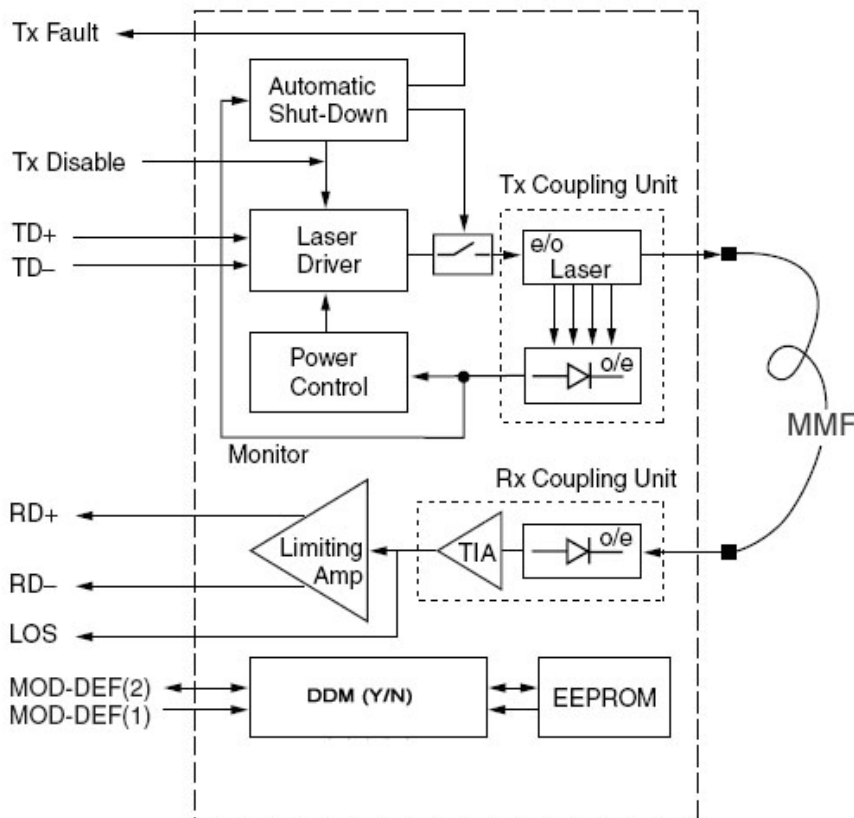 Tx Fault
Automatic
Shut-Down
Tx Disable
Tx Coupling Unit
TD+
TD–
Laser
Driver
e/o
Laser
Power
Control
o/e
MMF
Monitor
Rx Coupling Unit
RD+
RD–
Limiting
Amp
TIA
o/e
LOS
MOD-DEF(2)
MOD-DEF(1)
DDM (Y/N)
EEPROM